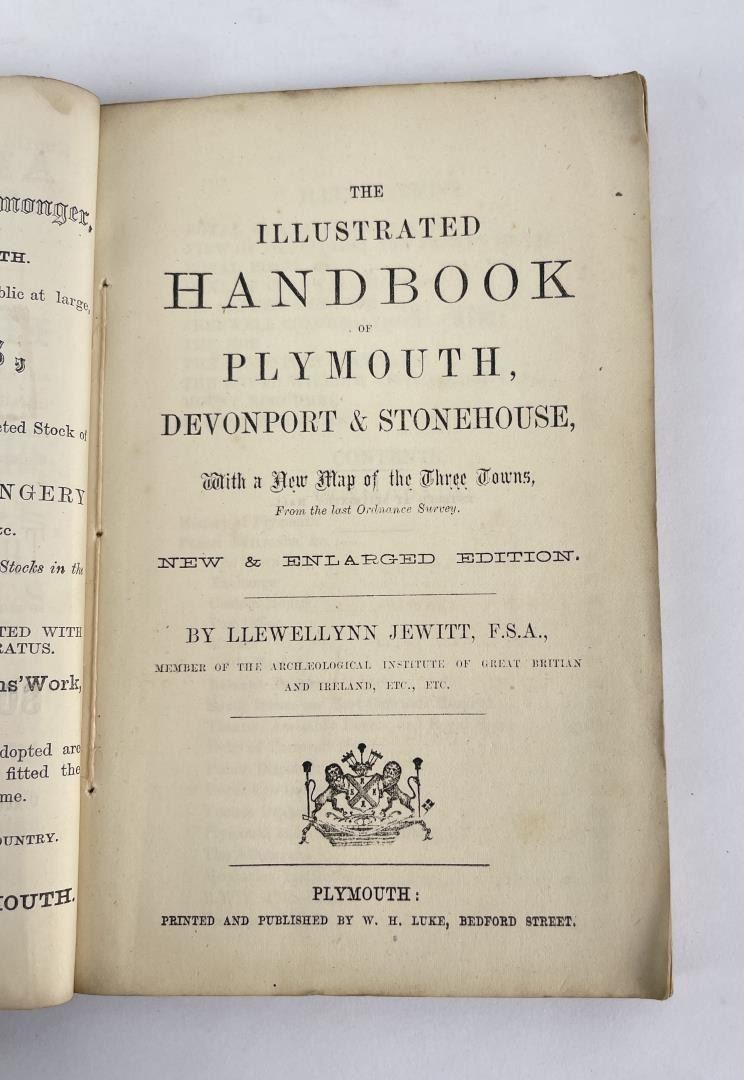 monger,
TH.
blic at large,
S,
cted Stock of
NGERY
tc.
Stocks in the
TED WITH
RATUS.
ns' Work,
dopted are
fitted the
me.
OUNTRY.
MOUTH.
THE
ILLUSTRATED
HANDBOOK
OF
PLYMOUTH,
DEVONPORT & STONEHOUSE,
With a New Map of the Three Towns,
From the last Ordnance Survey.
NEW & ENLARGED EDITION.
BY LLEWELLYNN JEWITT, F.S.A.,
MEMBER OF THE ARCHÆOLOGICAL INSTITUTE OF GREAT BRITIAN
AND IRELAND, ETC., ETC.
PLYMOUTH:
PRINTED AND PUBLISHED BY W. H. LUKE, BEDFORD STREET.